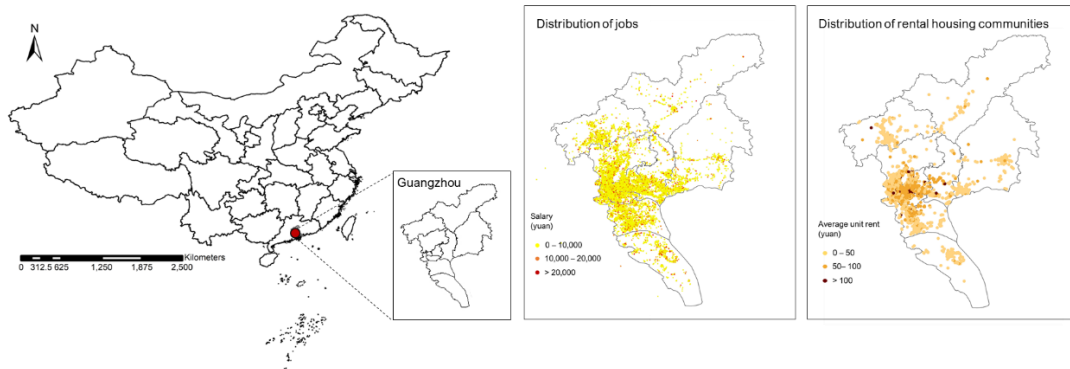 N
Guangzhou
Kilometers
0 312.5 625 1,250 1,875 2,500
Distribution of jobs
Salary
(yuan)
0 – 10,000
10,000 – 20,000
> 20,000
Distribution of rental housing communities
Average unit rent
(yuan)
0 – 50
50– 100
> 100